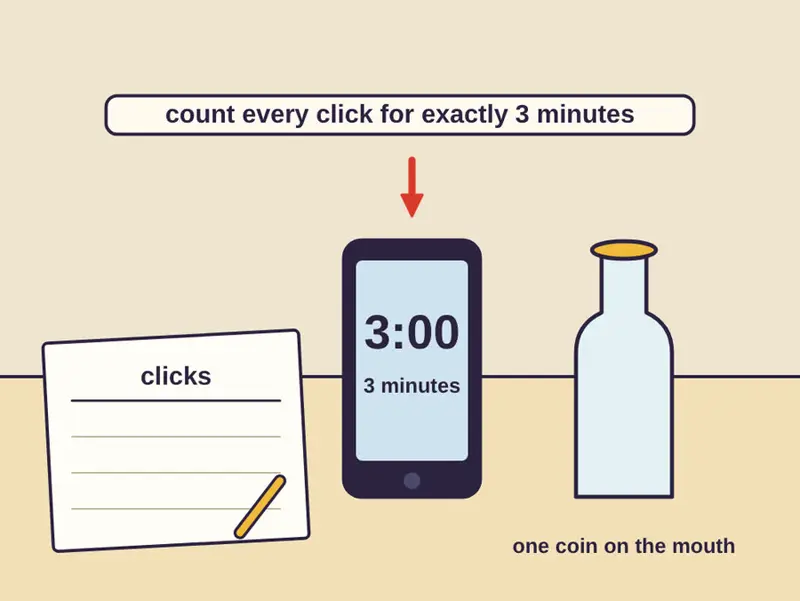 count every click for exactly 3 minutes
3:00
3 minutes
clicks
one coin on the mouth